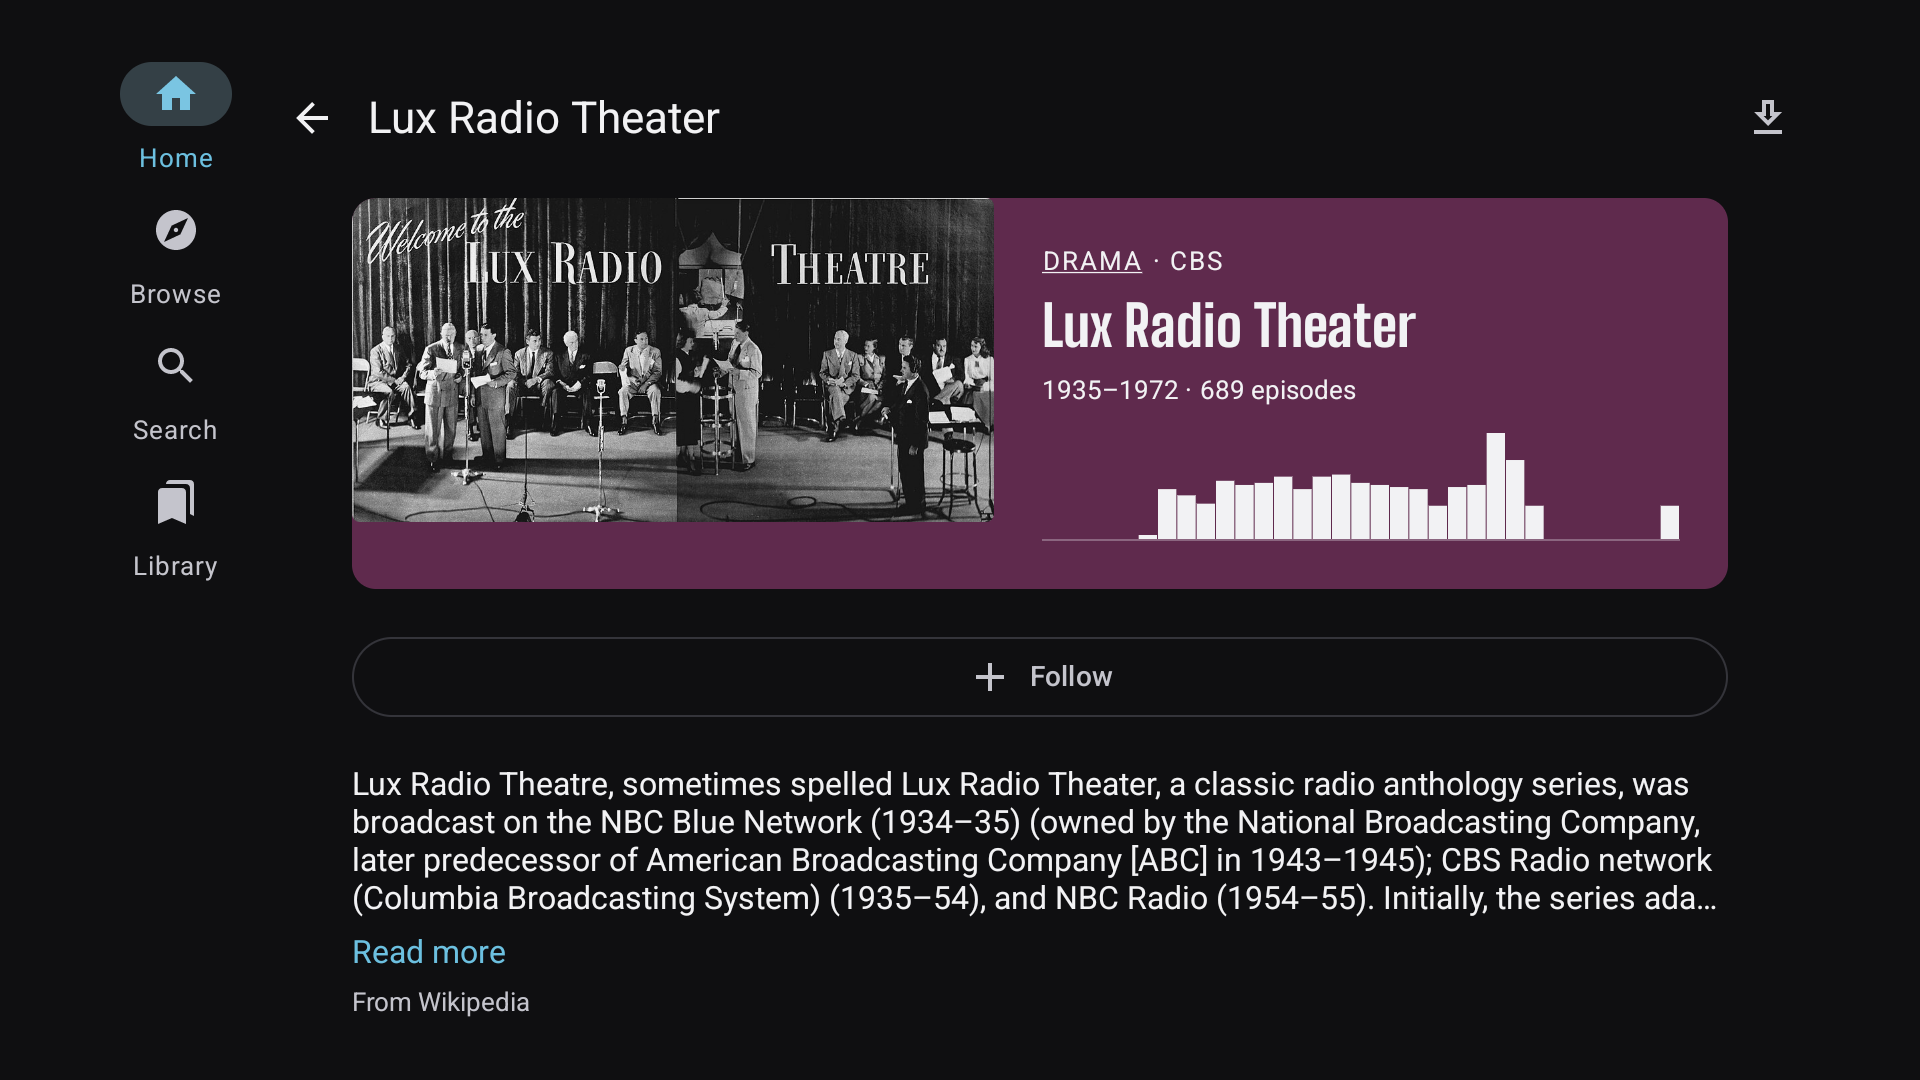 Home
Browse
Search
Library
Lux Radio Theater
Welcome to the
LUX RADIO THEATRE
DRAMA · CBS
Lux Radio Theater
1935–1972 · 689 episodes
Follow
Lux Radio Theatre, sometimes spelled Lux Radio Theater, a classic radio anthology series, was
broadcast on the NBC Blue Network (1934–35) (owned by the National Broadcasting Company,
later predecessor of American Broadcasting Company [ABC] in 1943–1945); CBS Radio network
(Columbia Broadcasting System) (1935–54), and NBC Radio (1954–55). Initially, the series ada…
Read more
From Wikipedia